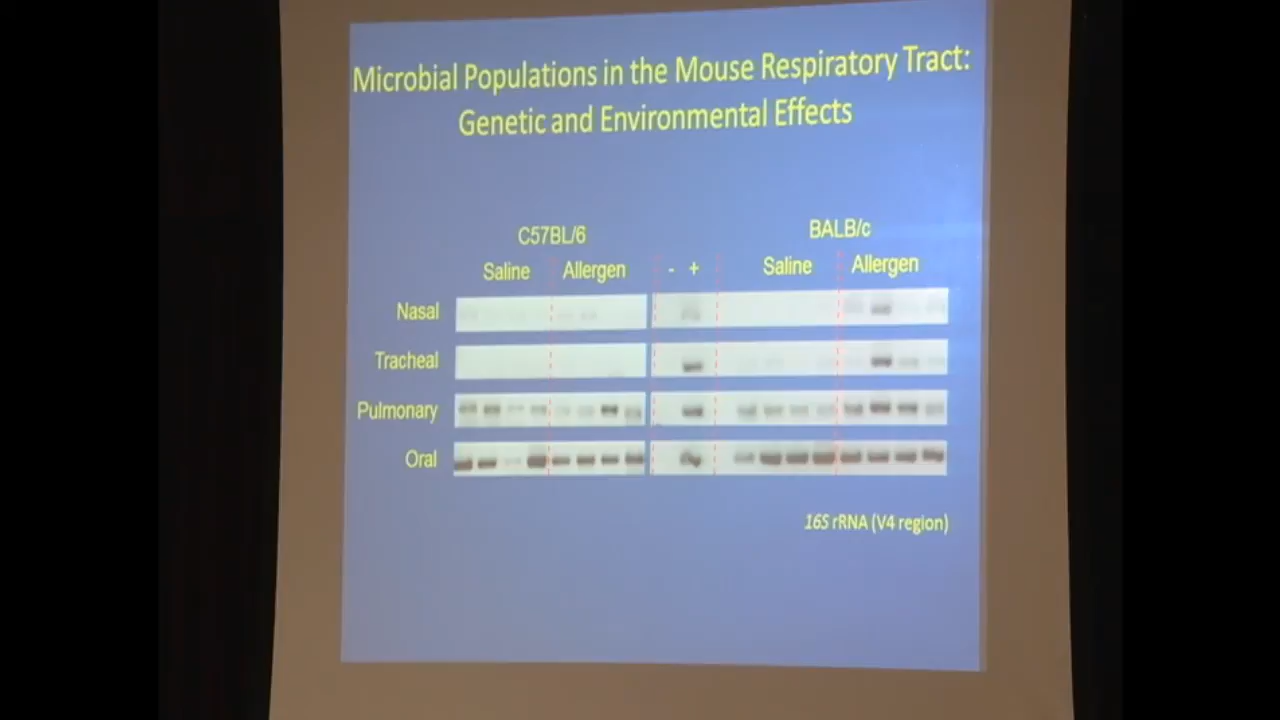 Microbial Populations in the Mouse Respiratory Tract:
Genetic and Environmental Effects
C57BL/6
BALB/c
Saline
Allergen
- +
Saline
Allergen
Nasal
Tracheal
Pulmonary
Oral
16S rRNA (V4 region)